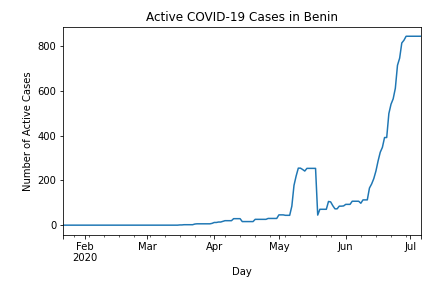 Active COVID-19 Cases in Benin
Number of Active Cases
800
600
400
200
0
Feb Mar Apr May Jun Jul
2020
Day